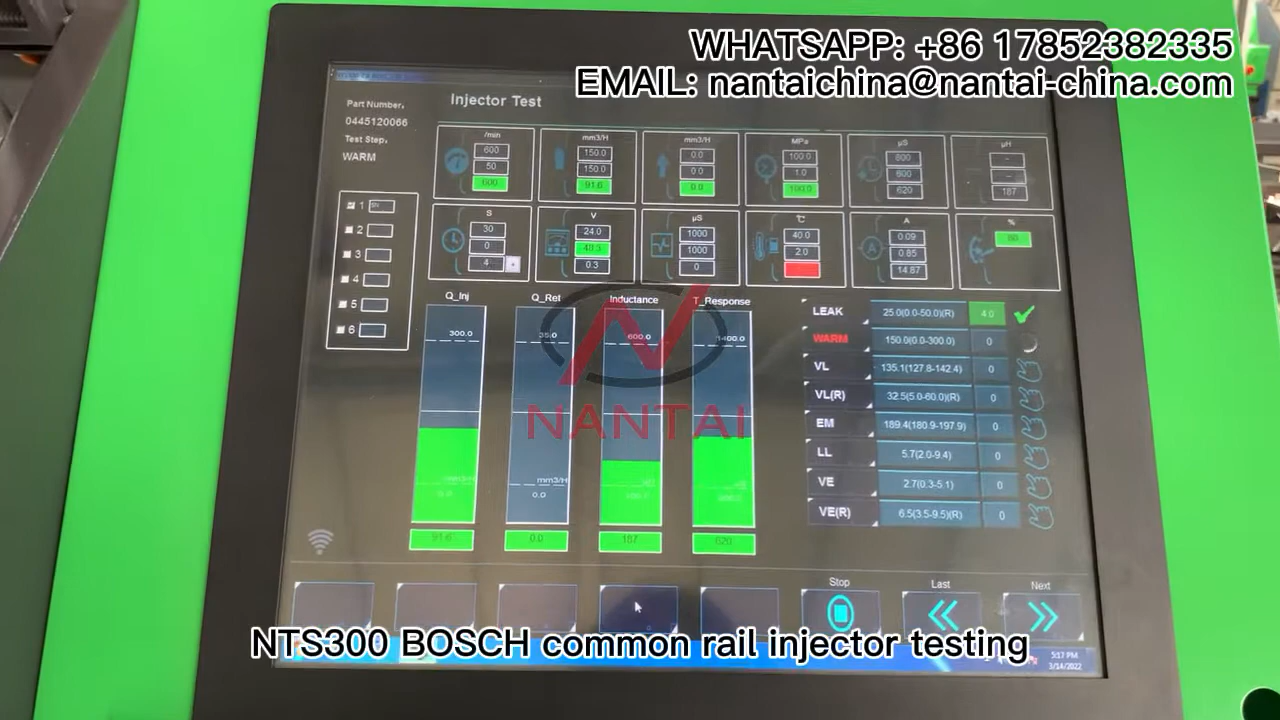 WHATSAPP: +86 17852382335
EMAIL: nantaichina@nantai-china.com
Injector Test
Part Number.
0445120066
Test Step.
WARM
/min
600
50
600
mm3/H
150.0
150.0
91.6
mm3/H
0.0
0.0
0.0
MPa
100.0
1.0
100.0
µS
800
600
620
µH
-
-
187
S
30
0
4
V
24.0
48.5
0.3
µS
1000
1000
0
℃
40.0
2.0
A
0.09
0.85
14.87
%
60
1
2
3
4
5
6
Q_Inj
300.0
mm3/H
0.0
91.6
Q_Ret
35.0
mm3/H
0.0
0.0
Inductance
600.0
187
T_Response
1400.0
620
LEAK 25.0(0.0-50.0)(R) 4.0
WARM 150.0(0.0-300.0) 0
VL 135.1(127.8-142.4) 0
VL(R) 32.5(5.0-60.0)(R) 0
EM 189.4(180.9-197.9) 0
LL 5.7(2.0-9.4) 0
VE 2.7(0.3-5.1) 0
VE(R) 6.5(3.5-9.5)(R) 0
NANTAI
Stop
Last
Next
NTS300 BOSCH common rail injector testing
5:17 PM
3/14/2022